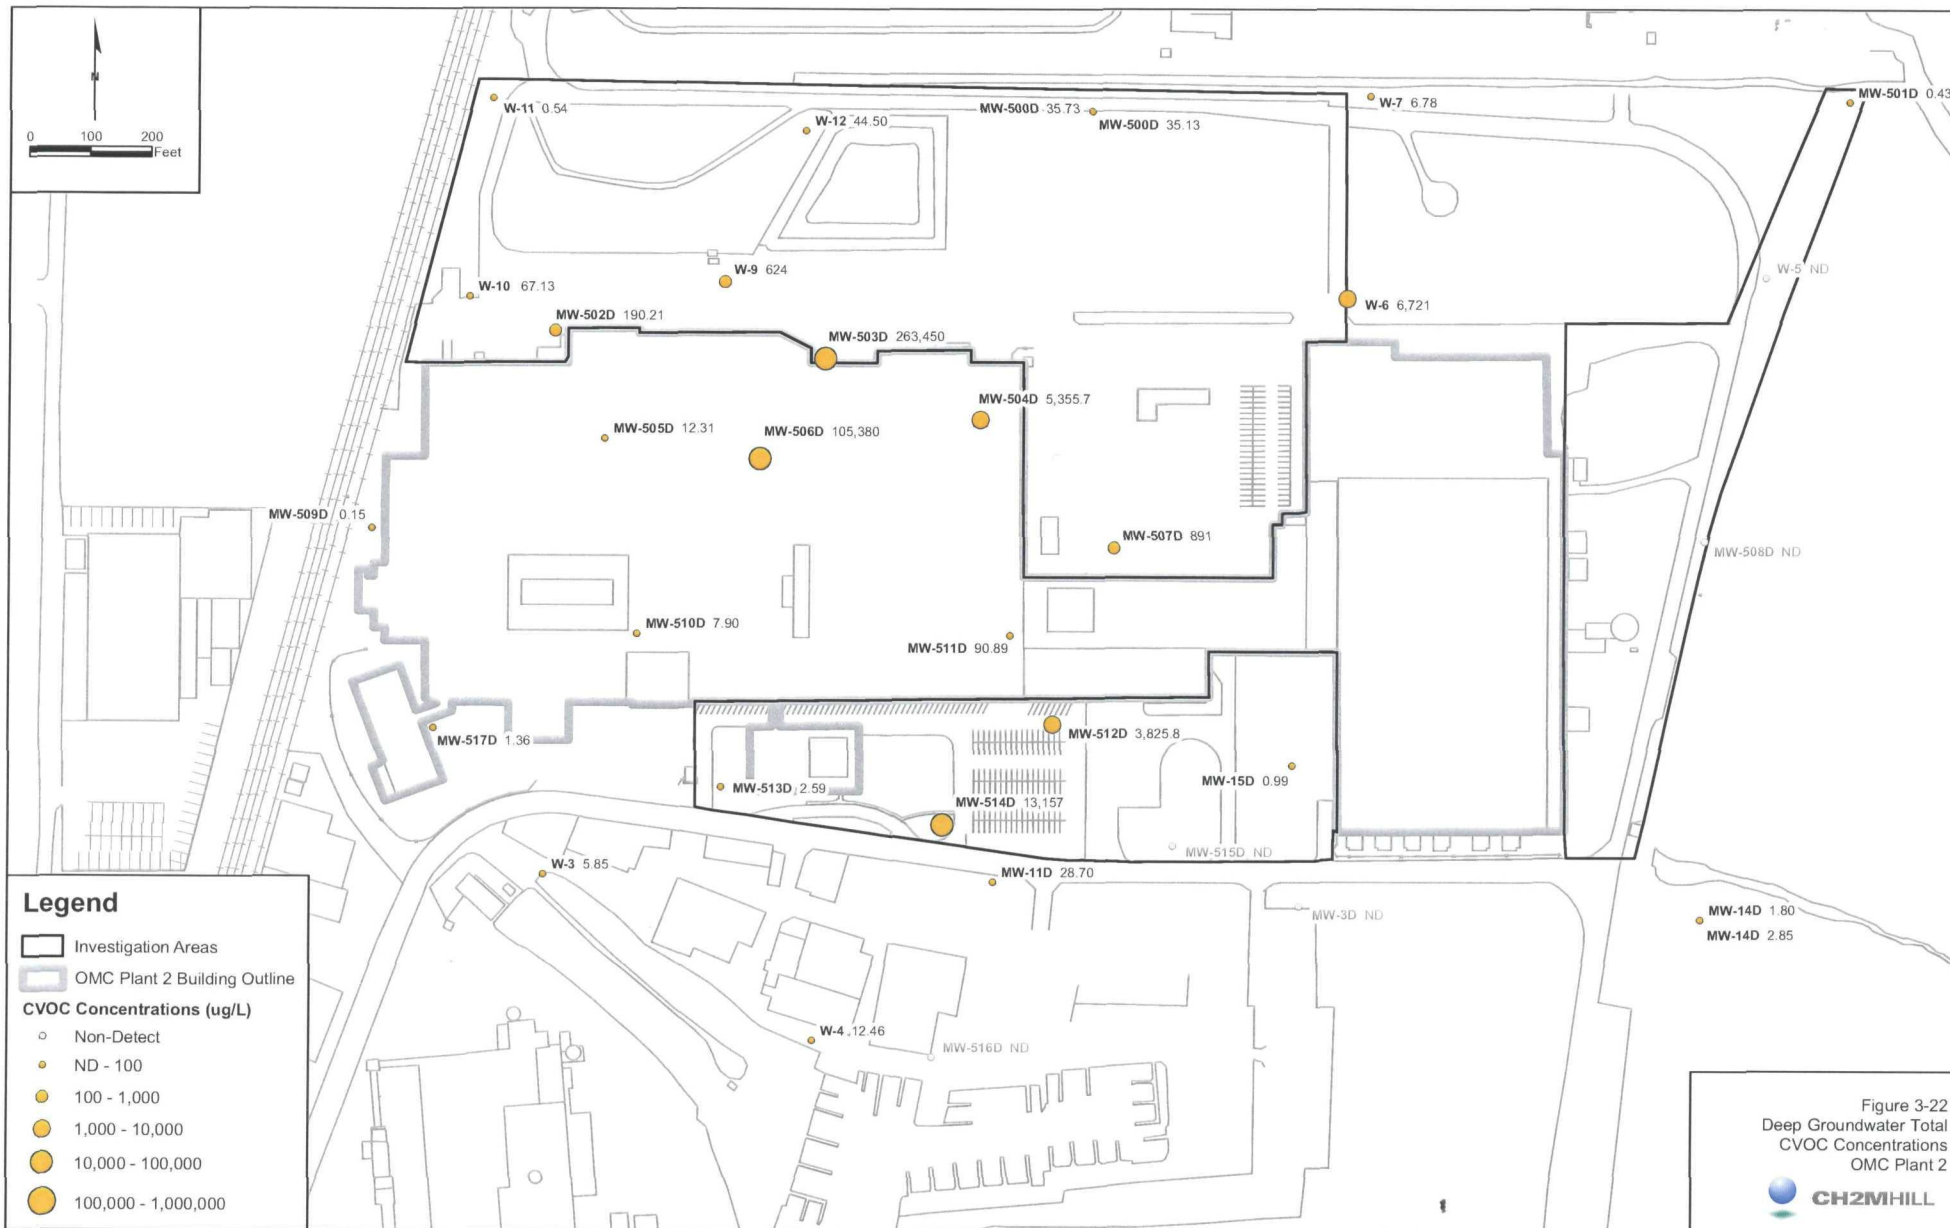 N
0 100 200
Feet
W-11 0.54
W-12 44.50
MW-500D 35.73
MW-500D 35.13
W-7 6.78
MW-501D 0.43
W-10 67.13
W-9 624
W-5 ND
W-6 6,721
MW-502D 190.21
MW-503D 263,450
MW-504D 5,355.7
MW-505D 12.31
MW-506D 105,380
MW-509D 0.15
MW-507D 891
MW-508D ND
MW-510D 7.90
MW-511D 90.89
MW-517D 1.36
MW-512D 3,825.8
MW-513D 2.59
MW-15D 0.99
MW-514D 13,157
MW-515D ND
W-3 5.85
MW-11D 28.70
MW-3D ND
MW-14D 1.80
MW-14D 2.85
W-4 12.46
MW-516D ND
Legend
Investigation Areas
OMC Plant 2 Building Outline
CVOC Concentrations (ug/L)
Non-Detect
ND - 100
100 - 1,000
1,000 - 10,000
10,000 - 100,000
100,000 - 1,000,000
Figure 3-22
Deep Groundwater Total
CVOC Concentrations
OMC Plant 2
CH2MHILL